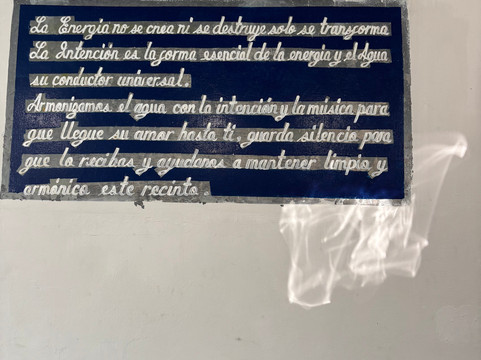 La Energía no se crea ni se destruye solo se transforma
La Intención es la forma esencial de la energía y el Agua
su conductor universal.
Armonizamos el agua con la intención y la música para
que llegue su amor hasta ti, guarda silencio para
que lo recibas y ayudanos a mantener limpio y
armónico este recinto.